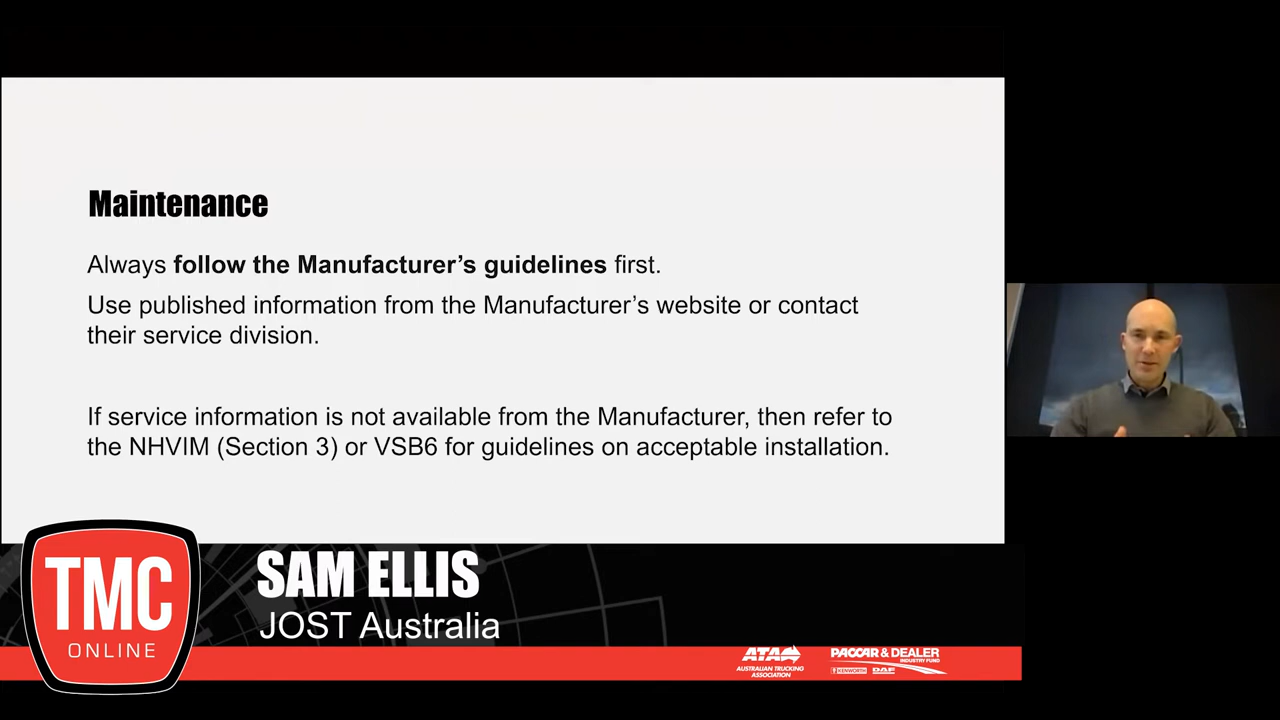 Maintenance
Always follow the Manufacturer's guidelines first.
Use published information from the Manufacturer's website or contact
their service division.
If service information is not available from the Manufacturer, then refer to
the NHVIM (Section 3) or VSB6 for guidelines on acceptable installation.
TMC
ONLINE
SAM ELLIS
JOST Australia
ATA
AUSTRALIAN TRUCKING
ASSOCIATION
PACCAR & DEALER
INDUSTRY FUND
KENWORTH DAF